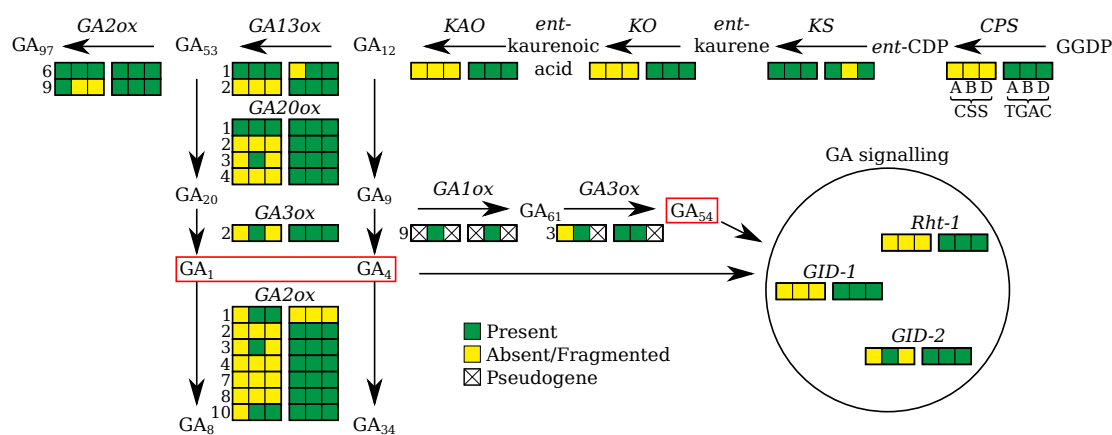 GA2ox GA13ox KAO ent- KO ent- KS CPS
GA97 GA53 GA12 kaurenoic kaurene ent-CDP GGDP
acid
6 1
9 2
A B D A B D
CSS TGAC
GA20ox
1
2
3
4
GA signalling
GA20 GA9 GA1ox GA61 GA3ox GA54
GA3ox
2 9 3
Rht-1
GA1 GA4
GID-1
GA2ox
1
2
3
4
7
8
10
Present
Absent/Fragmented
Pseudogene
GID-2
GA8 GA34